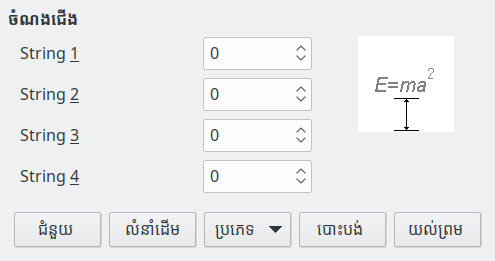 ចំណងជើង
String 1 0
E=ma²
String 2 0
String 3 0
String 4 0
ជំនួយ លំនាំដើម ប្រភេទ បោះបង់ យល់ព្រម